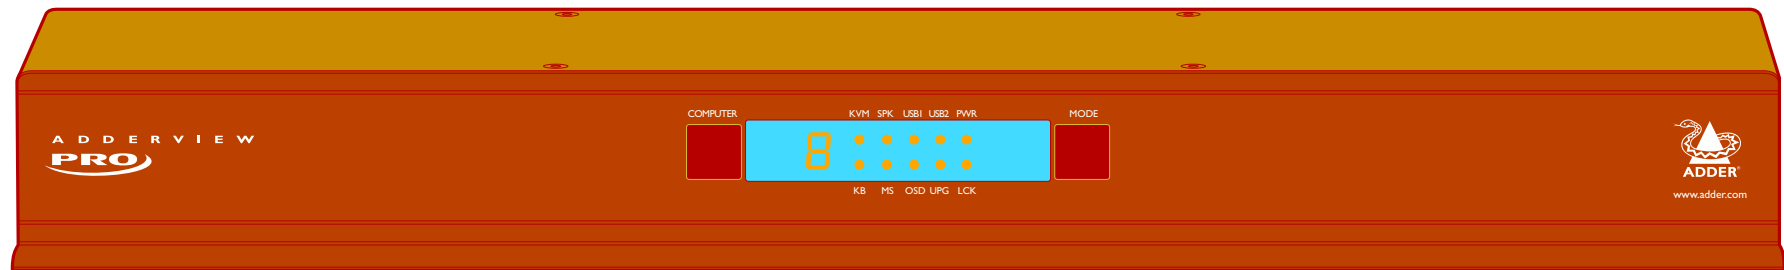 ADDERVIEW
PRO
COMPUTER
KVM SPK USB1 USB2 PWR
MODE
8
KB MS OSD UPG LCK
ADDER®
www.adder.com